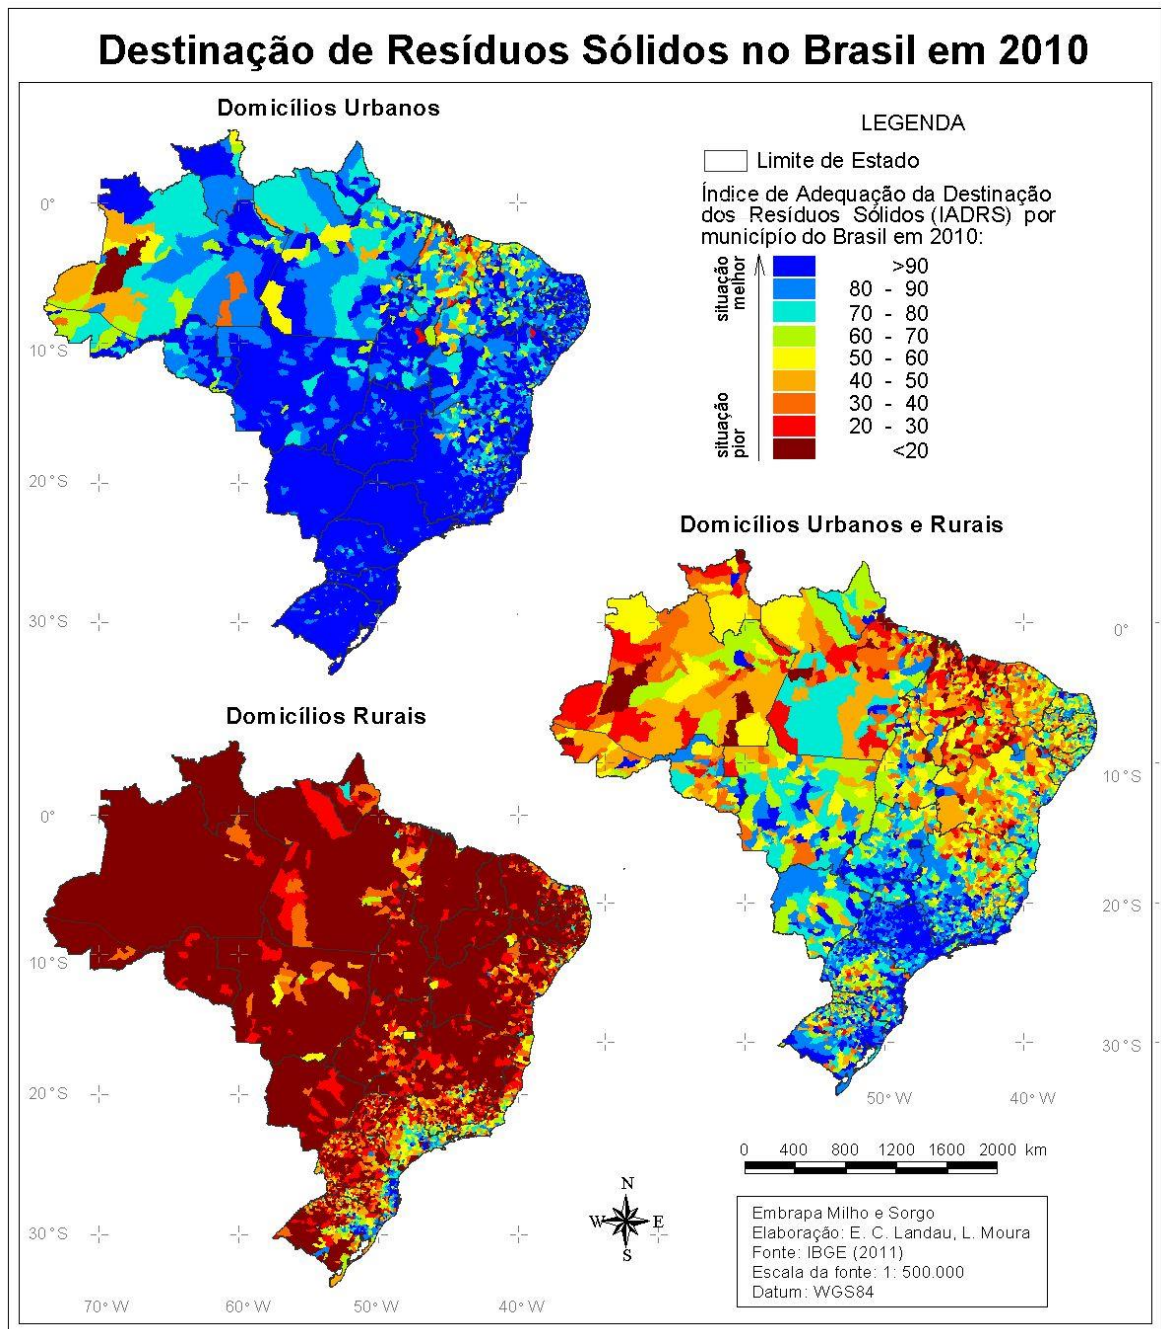 Destinação de Resíduos Sólidos no Brasil em 2010
Domicílios Urbanos
LEGENDA
Limite de Estado
Índice de Adequação da Destinação
dos Resíduos Sólidos (IADRS) por
município do Brasil em 2010:
situação melhor
situação pior
>90
80 - 90
70 - 80
60 - 70
50 - 60
40 - 50
30 - 40
20 - 30
<20
0°
10°S
20°S
30°S
Domicílios Urbanos e Rurais
0°
10°S
20°S
30°S
50°W 40°W
Domicílios Rurais
0°
10°S
20°S
30°S
70°W 60°W 50°W 40°W
0 400 800 1200 1600 2000 km
N
W E
S
Embrapa Milho e Sorgo
Elaboração: E. C. Landau, L. Moura
Fonte: IBGE (2011)
Escala da fonte: 1: 500.000
Datum: WGS84